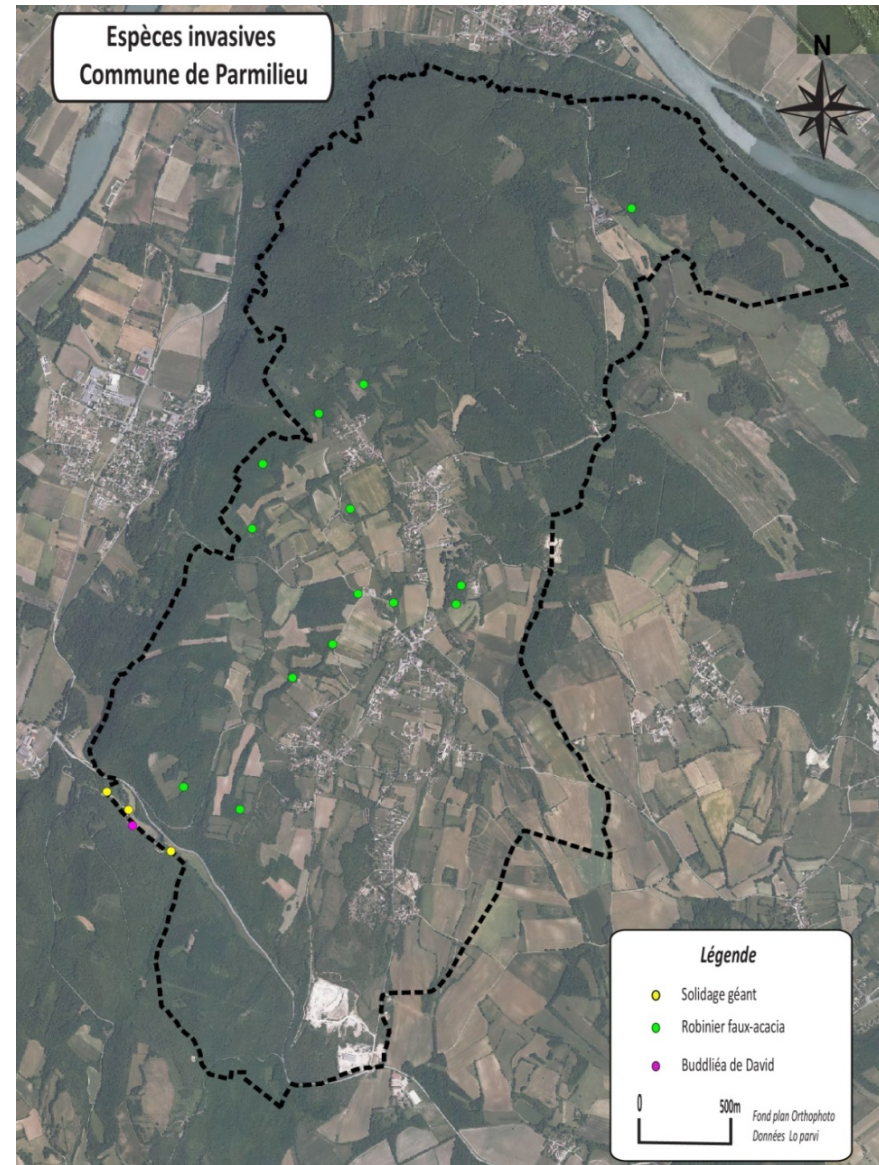 Espèces invasives
Commune de Parmilieu
N
Légende
Solidage géant
Robinier faux-acacia
Buddliéa de David
0 500m
Fond plan Orthophoto
Données Lo parvi